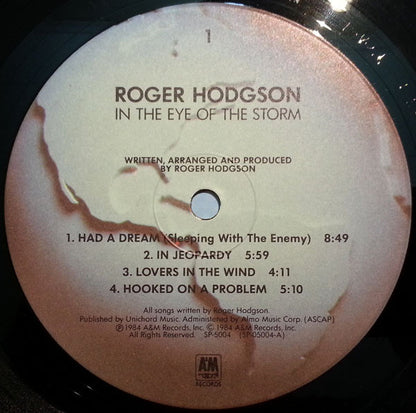 1
ROGER HODGSON
IN THE EYE OF THE STORM
WRITTEN, ARRANGED AND PRODUCED
BY ROGER HODGSON
1. HAD A DREAM (Sleeping With The Enemy) 8:49
2. IN JEOPARDY 5:59
3. LOVERS IN THE WIND 4:11
4. HOOKED ON A PROBLEM 5:10
All songs written by Roger Hodgson.
Published by Unichord Music. Administered by Almo Music Corp. (ASCAP)
℗ 1984 A&M Records, Inc. © 1984 A&M Records, Inc.
All Rights Reserved. SP-5004 (SP-05004-A)
A&M
RECORDS